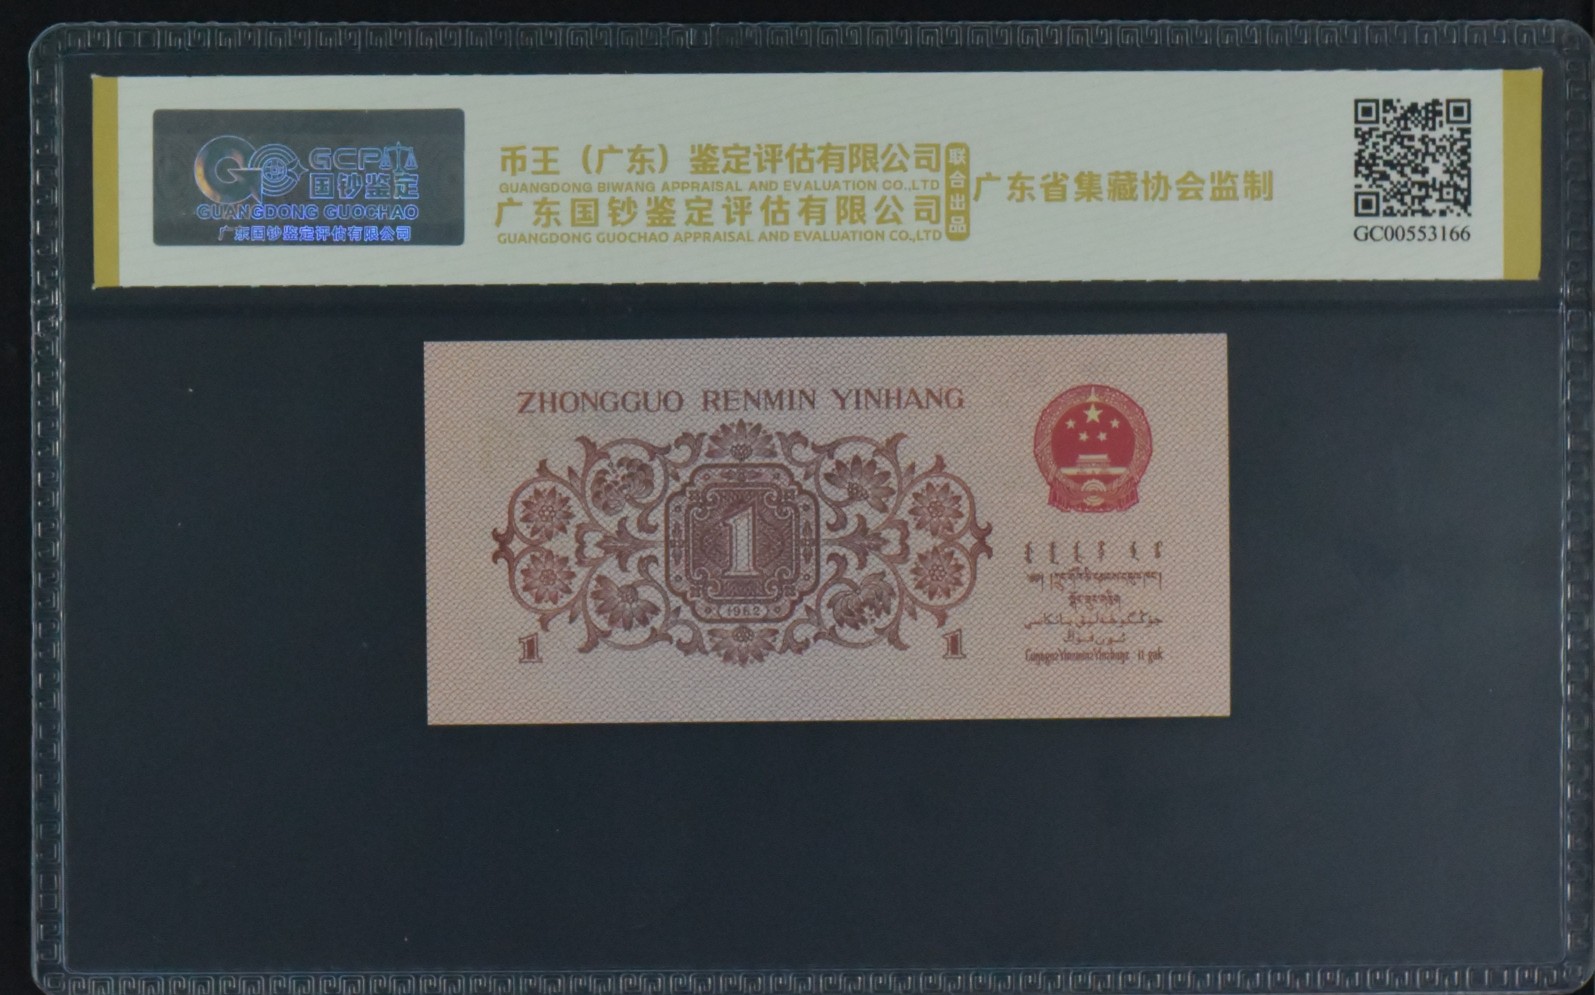 GCP
国钞鉴定
GUANGDONG GUOCHAO
广东国钞鉴定评估有限公司
币王（广东）鉴定评估有限公司
GUANGDONG BIWANG APPRAISAL AND EVALUATION CO.,LTD
广东国钞鉴定评估有限公司
GUANGDONG GUOCHAO APPRAISAL AND EVALUATION CO.,LTD
联合出品
广东省集藏协会监制
GC00553166
ZHONGGUO RENMIN YINHANG
1
(1962)
1
1